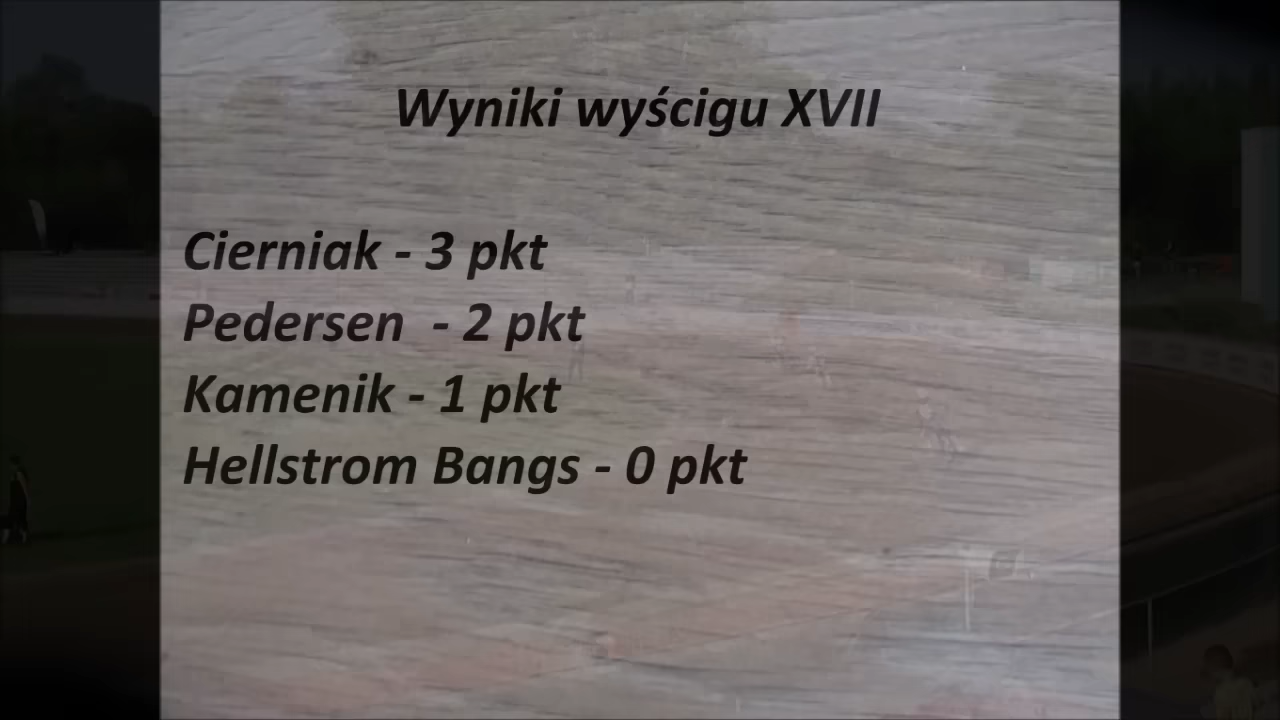 Wyniki wyścigu XVII
Cierniak - 3 pkt
Pedersen - 2 pkt
Kamenik - 1 pkt
Hellstrom Bangs - 0 pkt